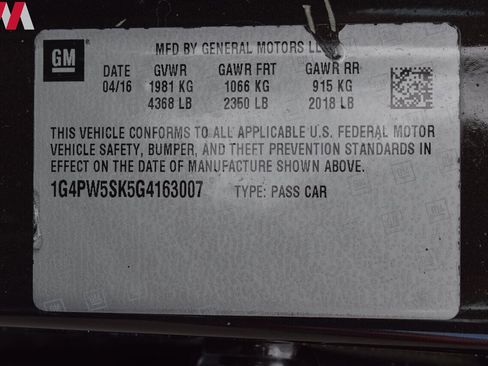 GM
MFD BY GENERAL MOTORS LLC
DATE GVWR GAWR FRT GAWR RR
04/16 1981 KG 1066 KG 915 KG
4368 LB 2350 LB 2018 LB
THIS VEHICLE CONFORMS TO ALL APPLICABLE U.S. FEDERAL MOTOR
VEHICLE SAFETY, BUMPER, AND THEFT PREVENTION STANDARDS IN
EFFECT ON THE DATE OF MANUFACTURE SHOWN ABOVE.
1G4PW5SK5G4163007 TYPE: PASS CAR